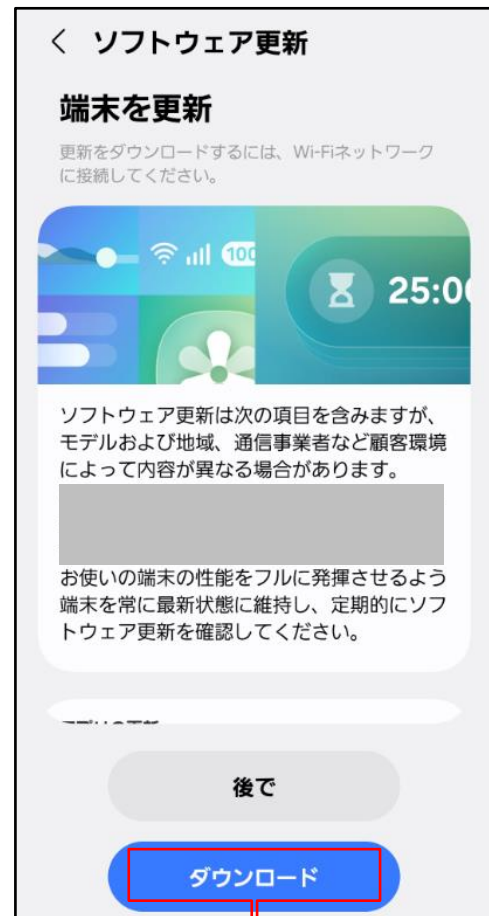 ソフトウェア更新
端末を更新
更新をダウンロードするには、Wi-Fiネットワーク
に接続してください。
100
25:00
ソフトウェア更新は次の項目を含みますが、
モデルおよび地域、通信事業者など顧客環境
によって内容が異なる場合があります。
お使いの端末の性能をフルに発揮させるよう
端末を常に最新状態に維持し、定期的にソフ
トウェア更新を確認してください。
後で
ダウンロード